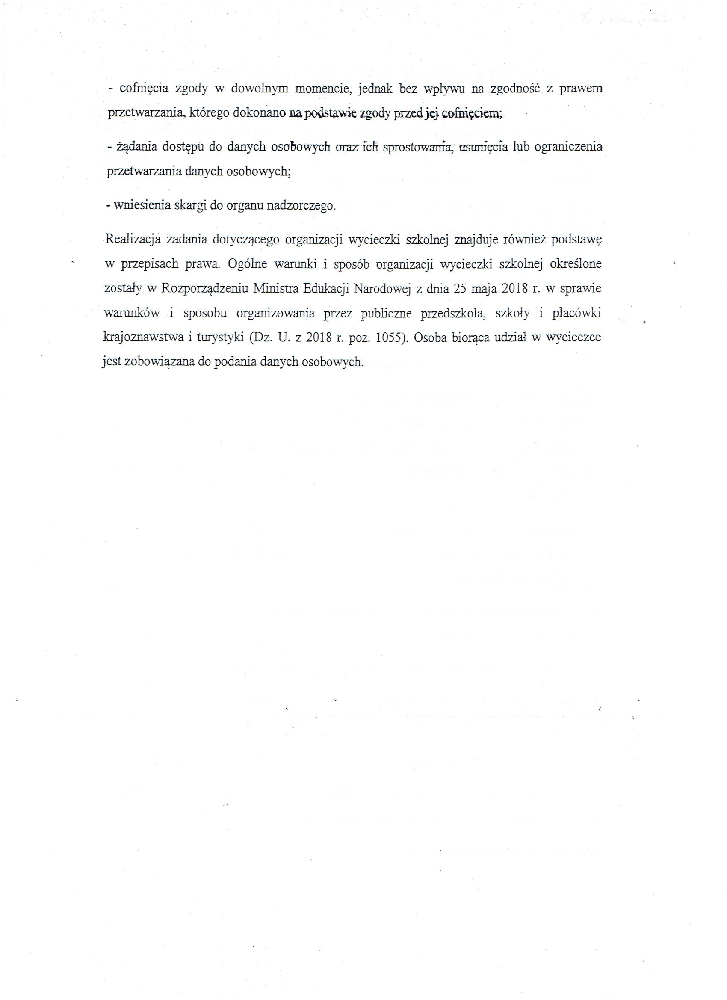 - cofnięcia zgody w dowolnym momencie, jednak bez wpływu na zgodność z prawem
przetwarzania, którego dokonano na podstawie zgody przed jej cofnięciem;
- żądania dostępu do danych osobowych oraz ich sprostowania, usunięcia lub ograniczenia
przetwarzania danych osobowych;
- wniesienia skargi do organu nadzorczego.
Realizacja zadania dotyczącego organizacji wycieczki szkolnej znajduje również podstawę
w przepisach prawa. Ogólne warunki i sposób organizacji wycieczki szkolnej określone
zostały w Rozporządzeniu Ministra Edukacji Narodowej z dnia 25 maja 2018 r. w sprawie
warunków i sposobu organizowania przez publiczne przedszkola, szkoły i placówki
krajoznawstwa i turystyki (Dz. U. z 2018 r. poz. 1055). Osoba biorąca udział w wycieczce
jest zobowiązana do podania danych osobowych.